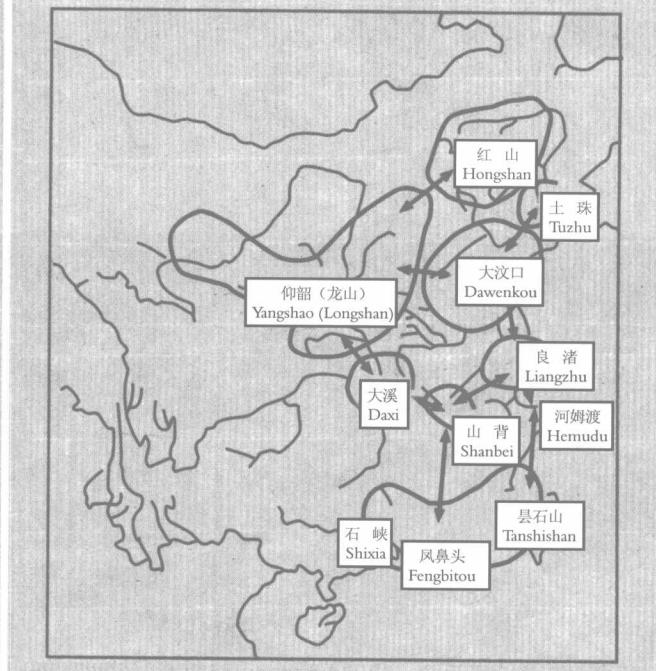 红 山
Hongshan
土 珠
Tuzhu
大汶口
Dawenkou
仰韶（龙山）
Yangshao (Longshan)
良 渚
Liangzhu
大溪
Daxi
河姆渡
Hemudu
山 背
Shanbei
昙石山
Tanshishan
石 峡
Shixia
凤鼻头
Fengbitou